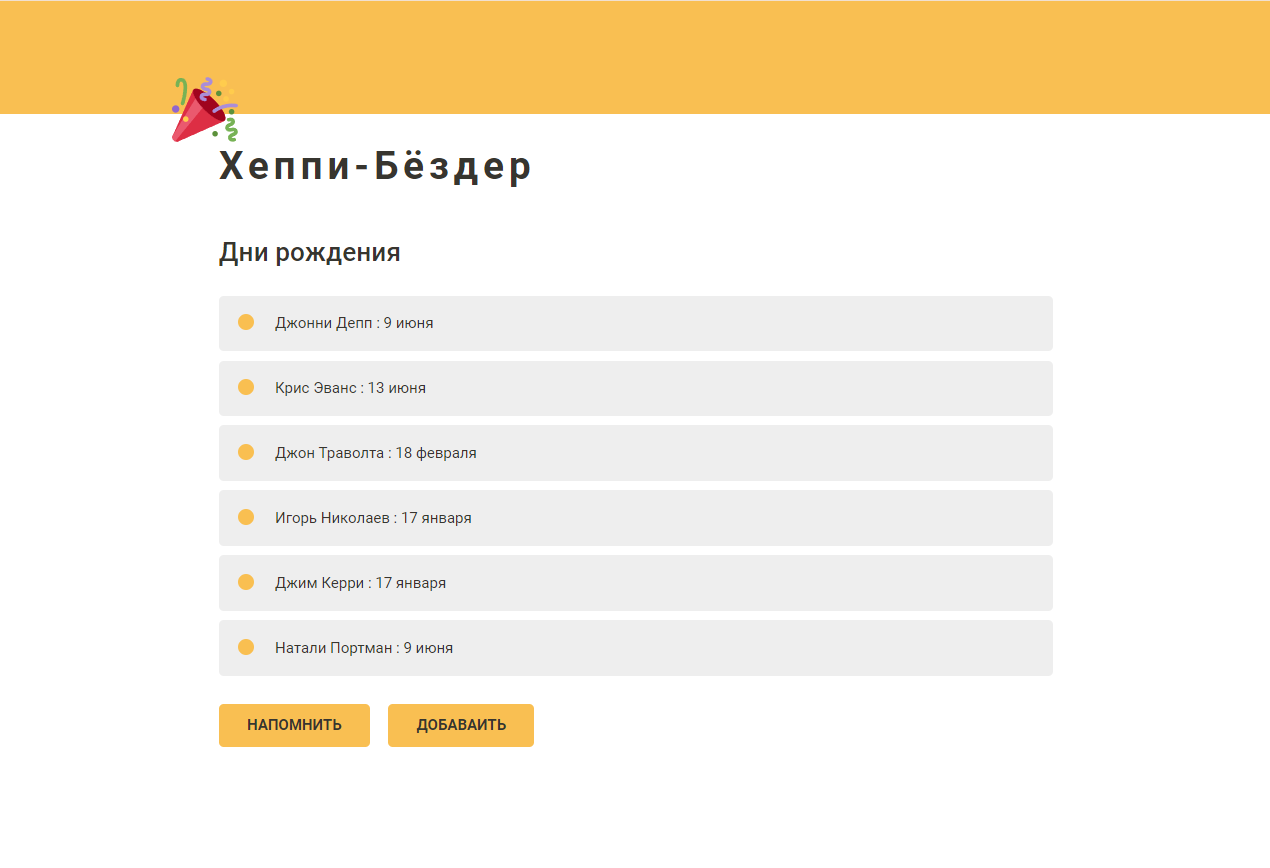 Хеппи-Бёздер
Дни рождения
Джонни Депп : 9 июня
Крис Эванс : 13 июня
Джон Траволта : 18 февраля
Игорь Николаев : 17 января
Джим Керри : 17 января
Натали Портман : 9 июня
НАПОМНИТЬ ДОБАВАИТЬ